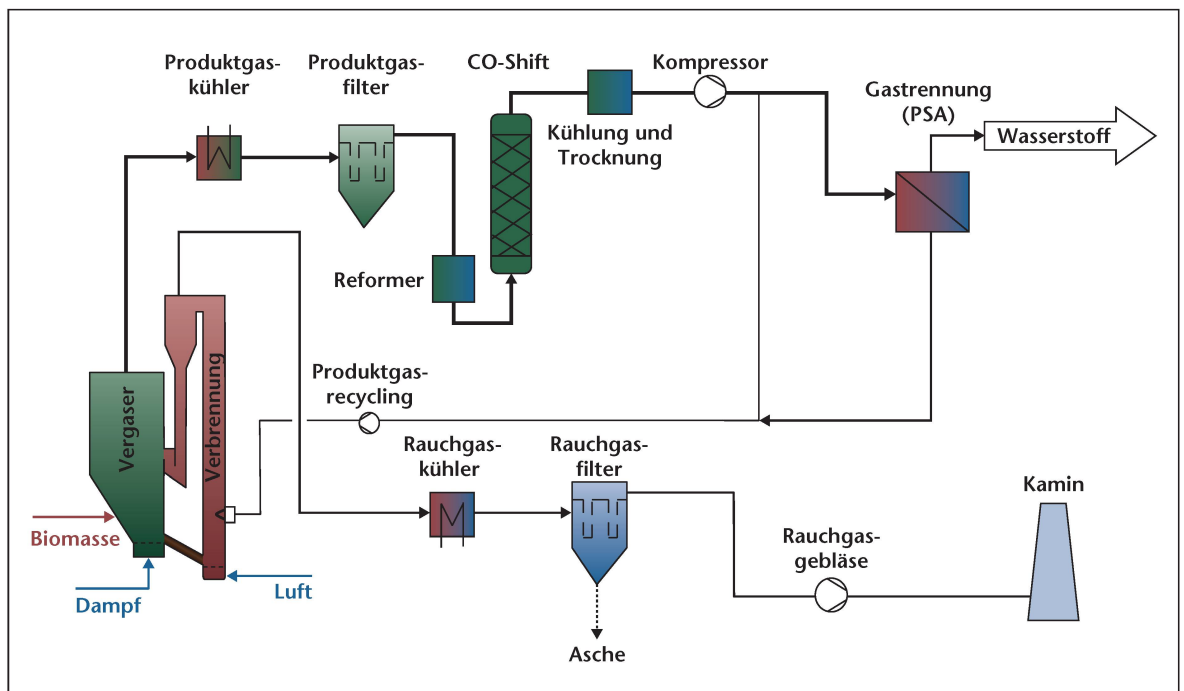 Produktgas-
kühler
Produktgas-
filter
CO-Shift
Kompressor
Gastrennung
(PSA)
Wasserstoff
Kühlung und
Trocknung
Reformer
Produktgas-
recycling
Vergaser
Verbrennung
Rauchgas-
kühler
Rauchgas-
filter
Kamin
Biomasse
Rauchgas-
gebläse
Dampf
Luft
Asche